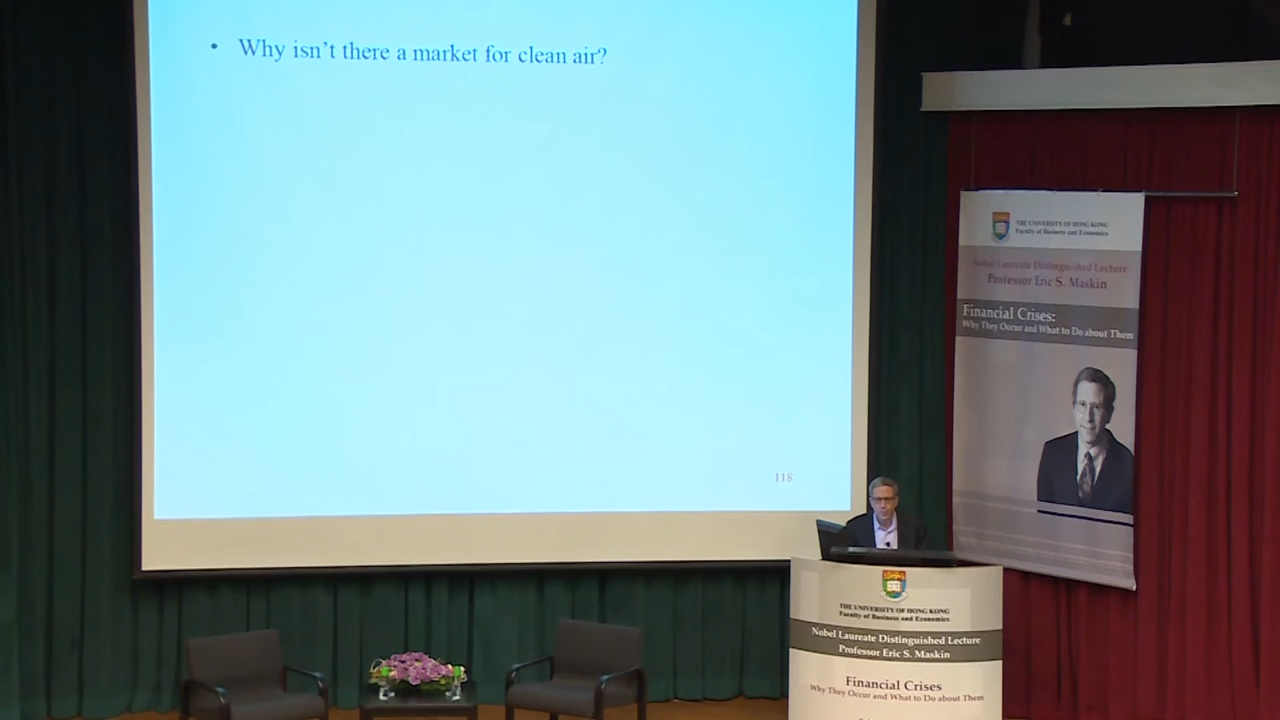 • Why isn't there a market for clean air?
118
THE UNIVERSITY OF HONG KONG
Faculty of Business and Economics
Nobel Laureate Distinguished Lecture
Professor Eric S. Maskin
Financial Crises:
Why They Occur and What to Do about Them
THE UNIVERSITY OF HONG KONG
Faculty of Business and Economics
Nobel Laureate Distinguished Lecture
Professor Eric S. Maskin
Financial Crises
Why They Occur and What to Do about Them